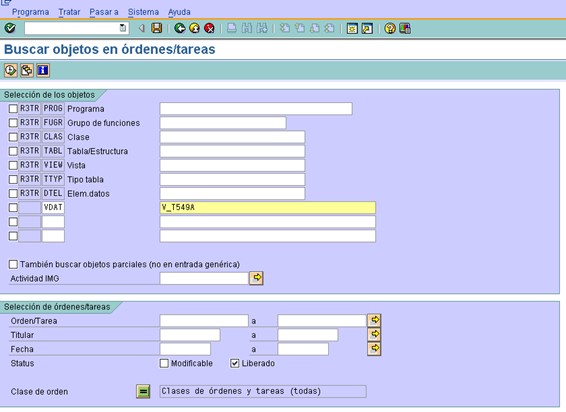 Programa Tratar Pasar a Sistema Ayuda
Buscar objetos en órdenes/tareas
Selección de los objetos
R3TR PROG Programa
R3TR FUGR Grupo de funciones
R3TR CLAS Clase
R3TR TABL Tabla/Estructura
R3TR VIEW Vista
R3TR TTYP Tipo tabla
R3TR DTEL Elem.datos
VDAT V_T549A
También buscar objetos parciales (no en entrada genérica)
Actividad IMG
Selección de órdenes/tareas
Orden/Tarea a
Titular a
Fecha a
Status Modificable Liberado
Clase de orden Clases de órdenes y tareas (todas)